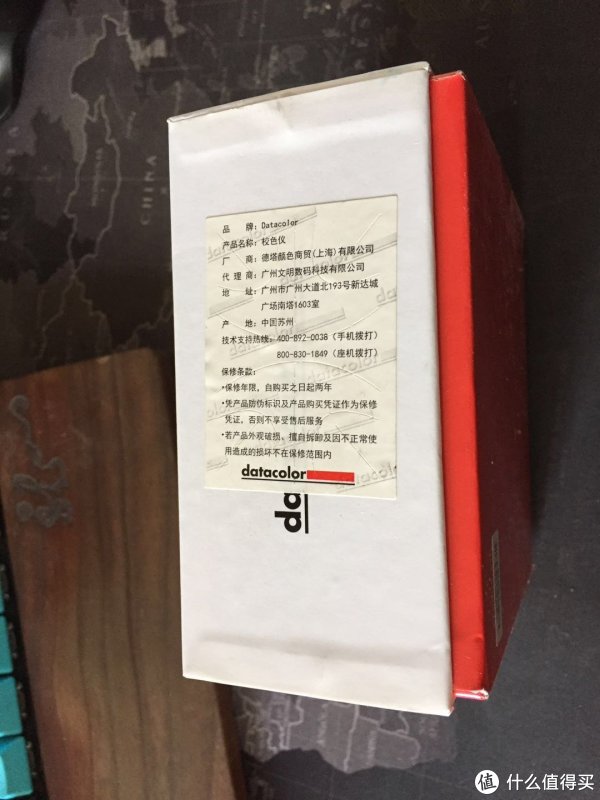 品 牌: Datacolor
产品名称: 校色仪
厂 商: 德塔颜色商贸(上海)有限公司
代 理 商: 广州文明数码科技有限公司
地 址: 广州市广州大道北193号新达城
广场南塔1603室
产 地: 中国苏州
技术支持热线: 400-892-0038 (手机拨打)
800-830-1849 (座机拨打)
保修条款:
·保修年限, 自购买之日起两年
·凭产品防伪标识及产品购买凭证作为保修
凭证, 否则不享受售后服务
·若产品外观破损、擅自拆卸及因不正常使
用造成的损坏不在保修范围内
datacolor
da
CHINA
值 什么值得买